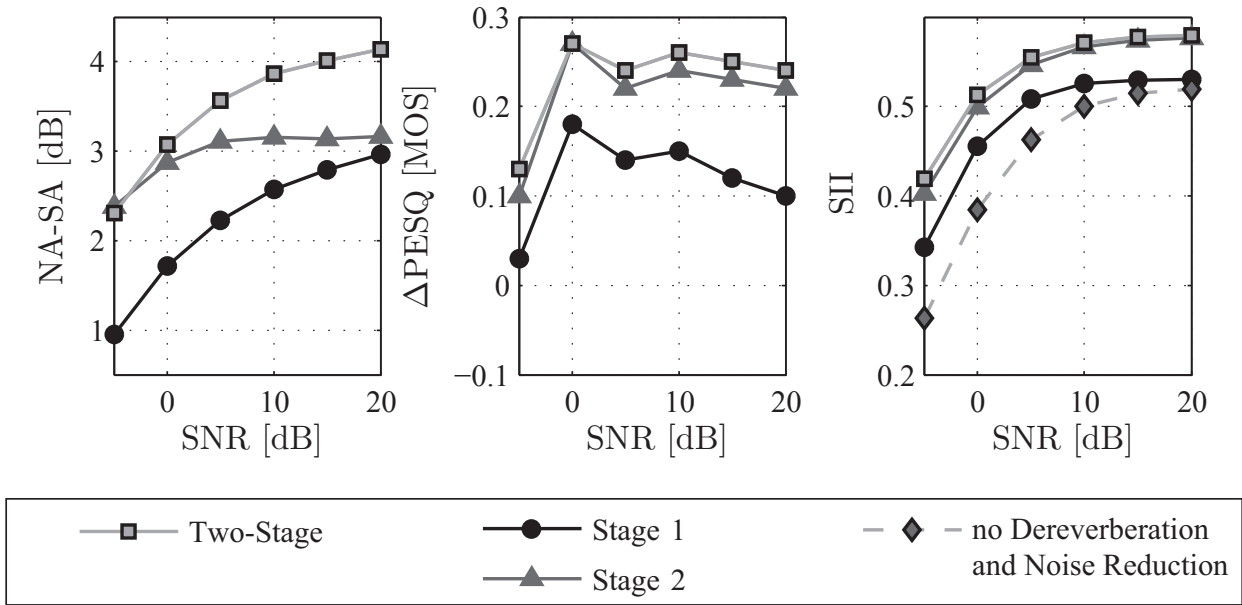 NA-SA [dB]
4
3
2
1
0
10
20
SNR [dB]
ΔPESQ [MOS]
0.3
0.2
0.1
0
−0.1
0
10
20
SNR [dB]
SII
0.5
0.4
0.3
0.2
0
10
20
SNR [dB]
Two-Stage
Stage 1
Stage 2
no Dereverberation
and Noise Reduction